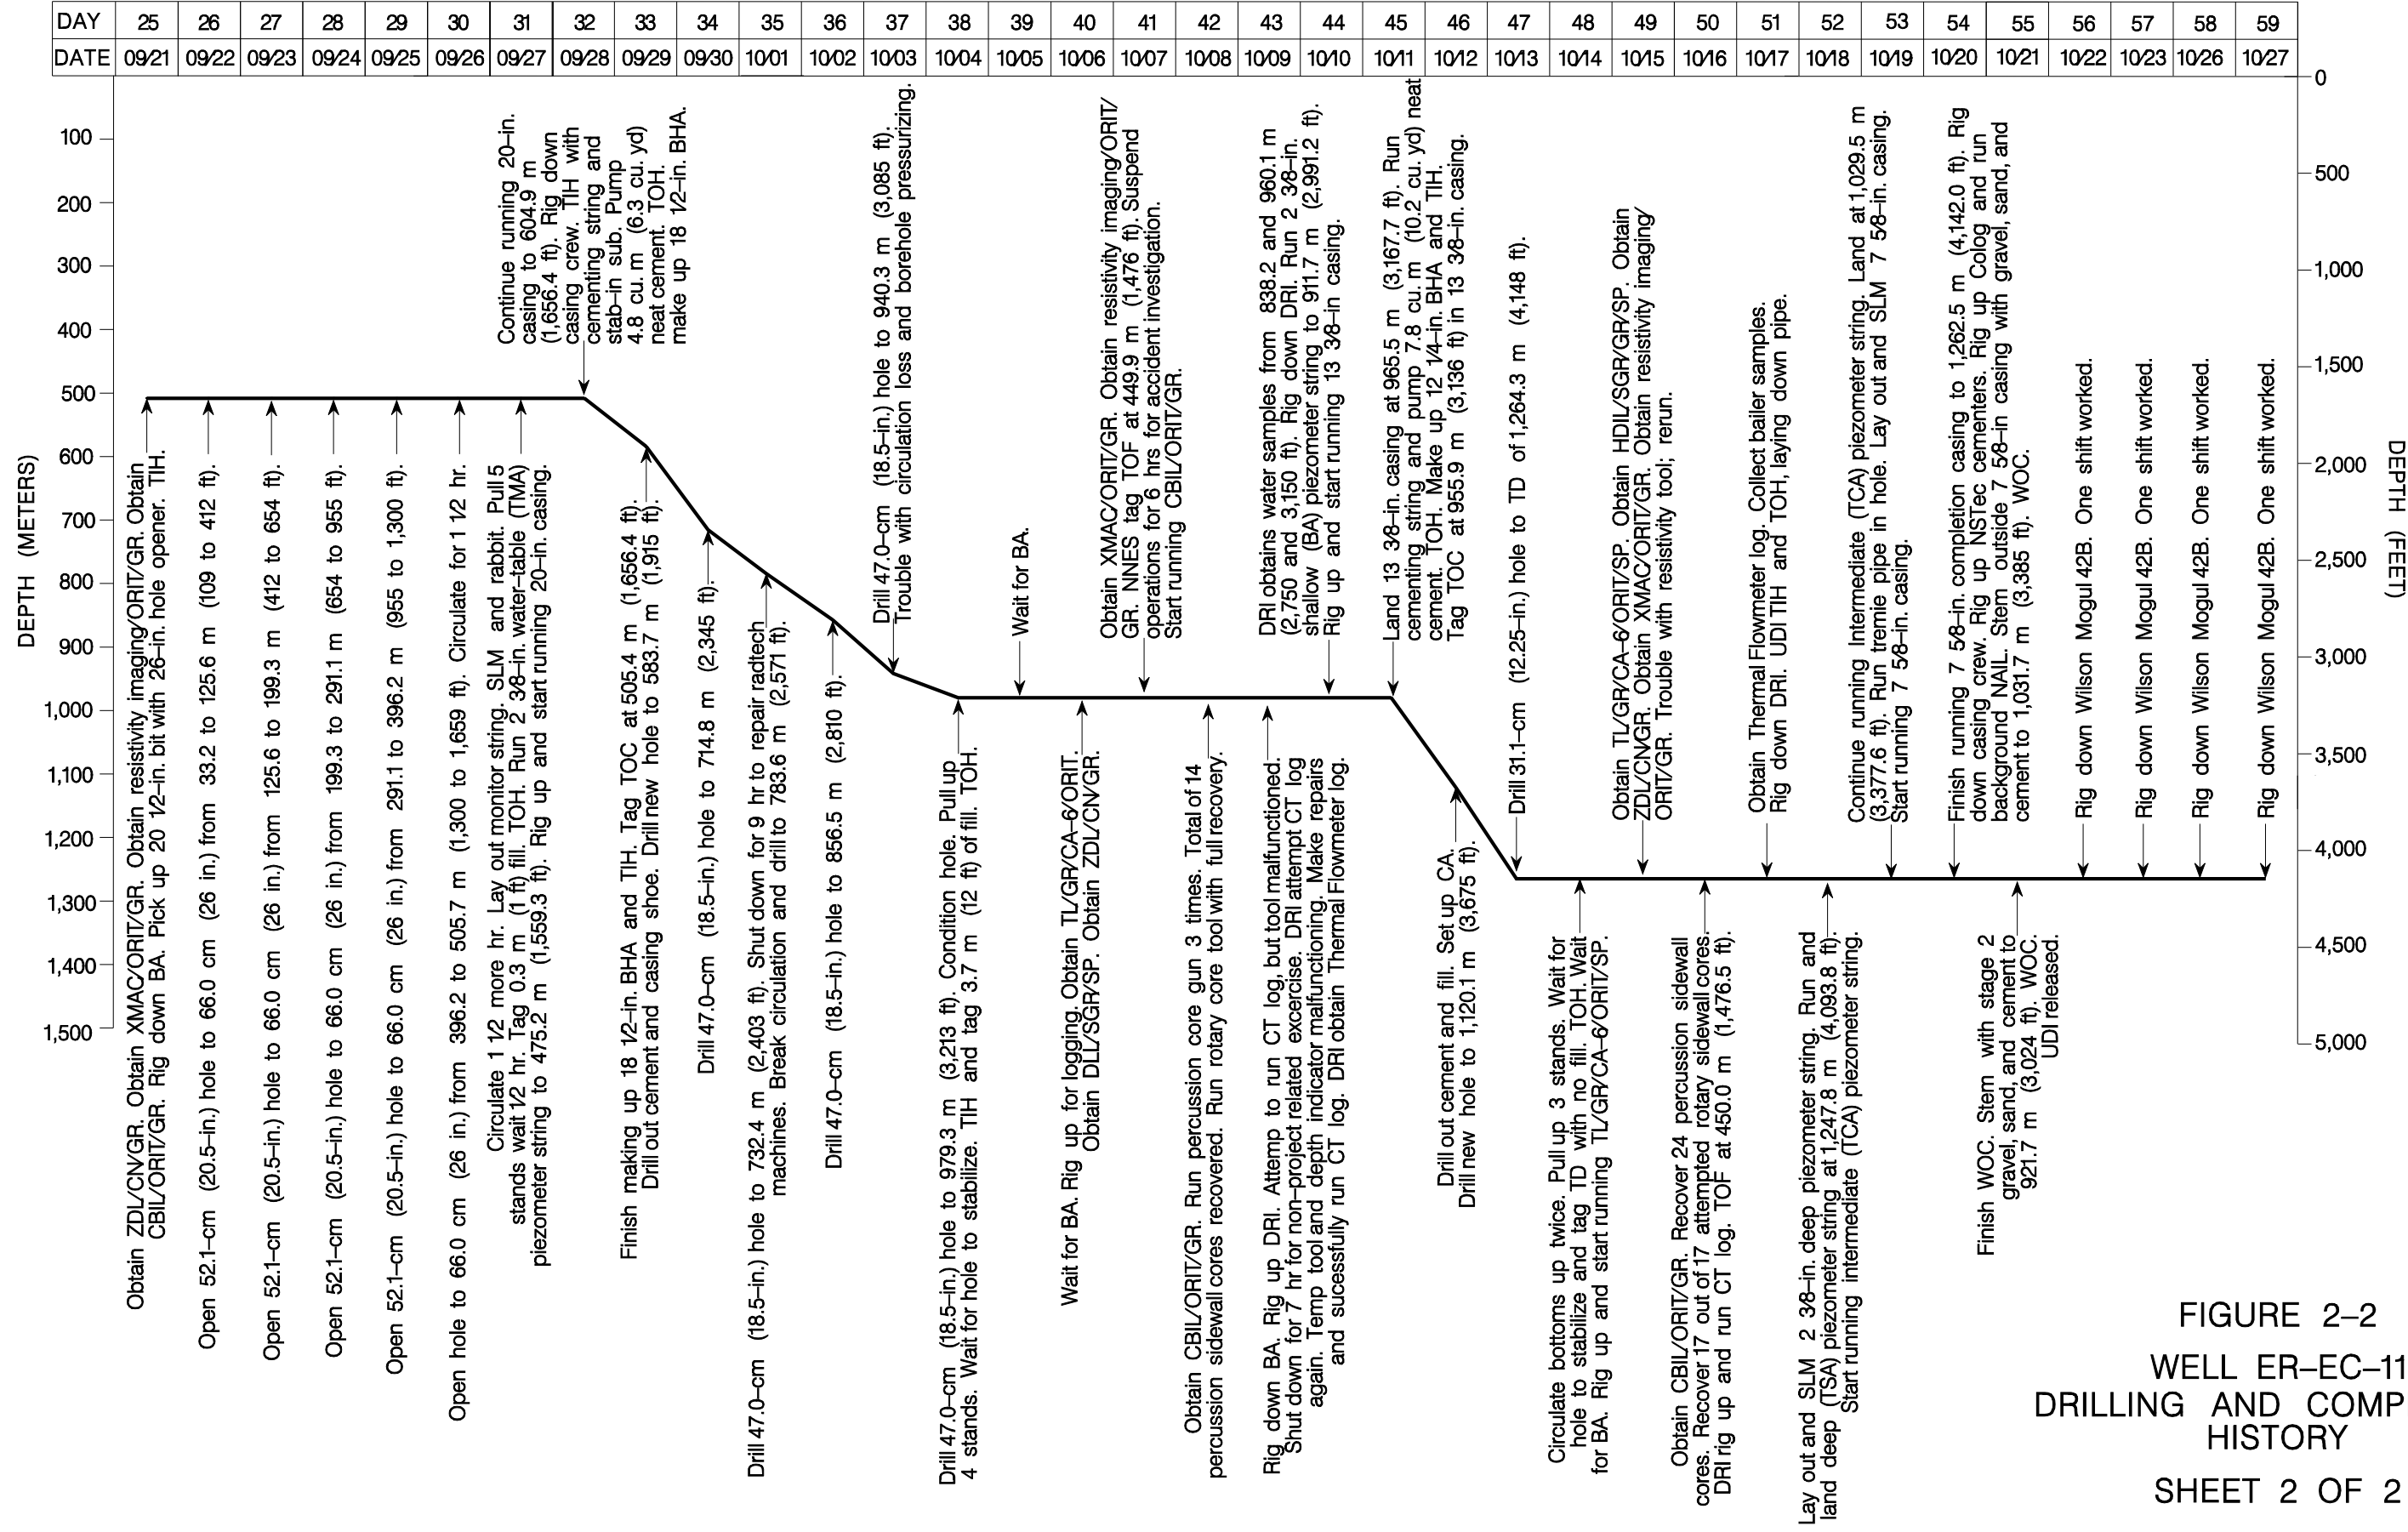 DAY 25 26 27 28 29 30 31 32 33 34 35 36 37 38 39 40 41 42 43 44 45 46 47 48 49 50 51 52 53 54 55 56 57 58 59
DATE 09/21 09/22 09/23 09/24 09/25 09/26 09/27 09/28 09/29 09/30 10/01 10/02 10/03 10/04 10/05 10/06 10/07 10/08 10/09 10/10 10/11 10/12 10/13 10/14 10/15 10/16 10/17 10/18 10/19 10/20 10/21 10/22 10/23 10/26 10/27
DEPTH (METERS)
100
200
300
400
500
600
700
800
900
1,000
1,100
1,200
1,300
1,400
1,500
Obtain ZDL/CN/GR. Obtain XMAC/ORIT/GR. Obtain resistivity imaging/ORIT/GR. Obtain
CBIL/ORIT/GR. Rig down BA. Pick up 20 1/2-in. bit with 26-in. hole opener. TIH.
Open 52.1-cm (20.5-in.) hole to 66.0 cm (26 in.) from 33.2 to 125.6 m (109 to 412 ft).
Open 52.1-cm (20.5-in.) hole to 66.0 cm (26 in.) from 125.6 to 199.3 m (412 to 654 ft).
Open 52.1-cm (20.5-in.) hole to 66.0 cm (26 in.) from 199.3 to 291.1 m (654 to 955 ft).
Open 52.1-cm (20.5-in.) hole to 66.0 cm (26 in.) from 291.1 to 396.2 m (955 to 1,300 ft).
Open hole to 66.0 cm (26 in.) from 396.2 to 505.7 m (1,300 to 1,659 ft). Circulate for 1 1/2 hr.
Circulate 1 1/2 more hr. Lay out monitor string. SLM and rabbit. Pull 5
stands wait 1/2 hr. Tag 0.3 m (1 ft) fill. TOH. Run 2 3/8-in. water-table (TMA)
piezometer string to 475.2 m (1,559.3 ft). Rig up and start running 20-in. casing.
Continue running 20-in.
casing to 604.9 m
(1,656.4 ft). Rig down
casing crew. TIH with
cementing string and
stab-in sub. Pump
4.8 cu. m (6.3 cu. yd)
neat cement. TOH.
make up 18 1/2-in. BHA.
Finish making up 18 1/2-in. BHA and TIH. Tag TOC at 505.4 m (1,656.4 ft).
Drill out cement and casing shoe. Drill new hole to 583.7 m (1,915 ft).
Drill 47.0-cm (18.5-in.) hole to 714.8 m (2,345 ft).
Drill 47.0-cm (18.5-in.) hole to 732.4 m (2,403 ft). Shut down for 9 hr to repair radtech
machines. Break circulation and drill to 783.6 m (2,571 ft).
Drill 47.0-cm (18.5-in.) hole to 856.5 m (2,810 ft).
Drill 47.0-cm (18.5-in.) hole to 940.3 m (3,085 ft).
Trouble with circulation loss and borehole pressurizing.
Drill 47.0-cm (18.5-in.) hole to 979.3 m (3,213 ft). Condition hole. Pull up
4 stands. Wait for hole to stabilize. TIH and tag 3.7 m (12 ft) of fill. TOH.
Wait for BA.
Wait for BA. Rig up for logging. Obtain TL/GR/CA-6/ORIT.
Obtain DLL/SGR/SP. Obtain ZDL/CN/GR.
Obtain XMAC/ORIT/GR. Obtain resistivity imaging/ORIT/
GR. NNES tag TOF at 449.9 m (1,476 ft). Suspend
operations for 6 hrs for accident investigation.
Start running CBIL/ORIT/GR.
Obtain CBIL/ORIT/GR. Run percussion core gun 3 times. Total of 14
percussion sidewall cores recovered. Run rotary core tool with full recovery.
Rig down BA. Rig up DRI. Attemp to run CT log, but tool malfunctioned.
Shut down for 7 hr for non-project related excercise. DRI attempt CT log
again. Temp tool and depth indicator malfunctioning. Make repairs
and sucessfully run CT log. DRI obtain Thermal Flowmeter log.
DRI obtains water samples from 838.2 and 960.1 m
(2,750 and 3,150 ft). Rig down DRI. Run 2 3/8-in.
shallow (BA) piezometer string to 911.7 m (2,991.2 ft).
Rig up and start running 13 3/8-in casing.
Land 13 3/8-in. casing at 965.5 m (3,167.7 ft). Run
cementing string and pump 7.8 cu. m (10.2 cu. yd) neat
cement. TOH. Make up 12 1/4-in. BHA and TIH.
Tag TOC at 955.9 m (3,136 ft) in 13 3/8-in. casing.
Drill out cement and fill. Set up CA.
Drill new hole to 1,120.1 m (3,675 ft).
Drill 31.1-cm (12.25-in.) hole to TD of 1,264.3 m (4,148 ft).
Circulate bottoms up twice. Pull up 3 stands. Wait for
hole to stabilize and tag TD with no fill. TOH. Wait
for BA. Rig up and start running TL/GR/CA-6/ORIT/SP.
Obtain TL/GR/CA-6/ORIT/SP. Obtain HDIL/SGR/GR/SP. Obtain
ZDL/CN/GR. Obtain XMAC/ORIT/GR. Obtain resistivity imaging/
ORIT/GR. Trouble with resistivity tool; rerun.
Obtain CBIL/ORIT/GR. Recover 24 percussion sidewall
cores. Recover 17 out of 17 attempted rotary sidewall cores.
DRI rig up and run CT log. TOF at 450.0 m (1,476.5 ft).
Obtain Thermal Flowmeter log. Collect bailer samples.
Rig down DRI. UDI TIH and TOH, laying down pipe.
Lay out and SLM 2 3/8-in. deep piezometer string. Run and
land deep (TSA) piezometer string at 1,247.8 m (4,093.8 ft).
Start running intermediate (TCA) piezometer string.
Continue running Intermediate (TCA) piezometer string. Land at 1,029.5 m
(3,377.6 ft). Run tremie pipe in hole. Lay out and SLM 7 5/8-in. casing.
Start running 7 5/8-in. casing.
Finish running 7 5/8-in. completion casing to 1,262.5 m (4,142.0 ft). Rig
down casing crew. Rig up NSTec cementers. Rig up Colog and run
background NAIL. Stem outside 7 5/8-in casing with gravel, sand, and
cement to 1,031.7 m (3,385 ft). WOC.
Finish WOC. Stem with stage 2
gravel, sand, and cement to
921.7 m (3,024 ft). WOC.
UDI released.
Rig down Wilson Mogul 42B. One shift worked.
Rig down Wilson Mogul 42B. One shift worked.
Rig down Wilson Mogul 42B. One shift worked.
Rig down Wilson Mogul 42B. One shift worked.
0
500
1,000
1,500
2,000
2,500
3,000
3,500
4,000
4,500
5,000
DEPTH (FEET)
FIGURE 2-2
WELL ER-EC-11
DRILLING AND COMP
HISTORY
SHEET 2 OF 2